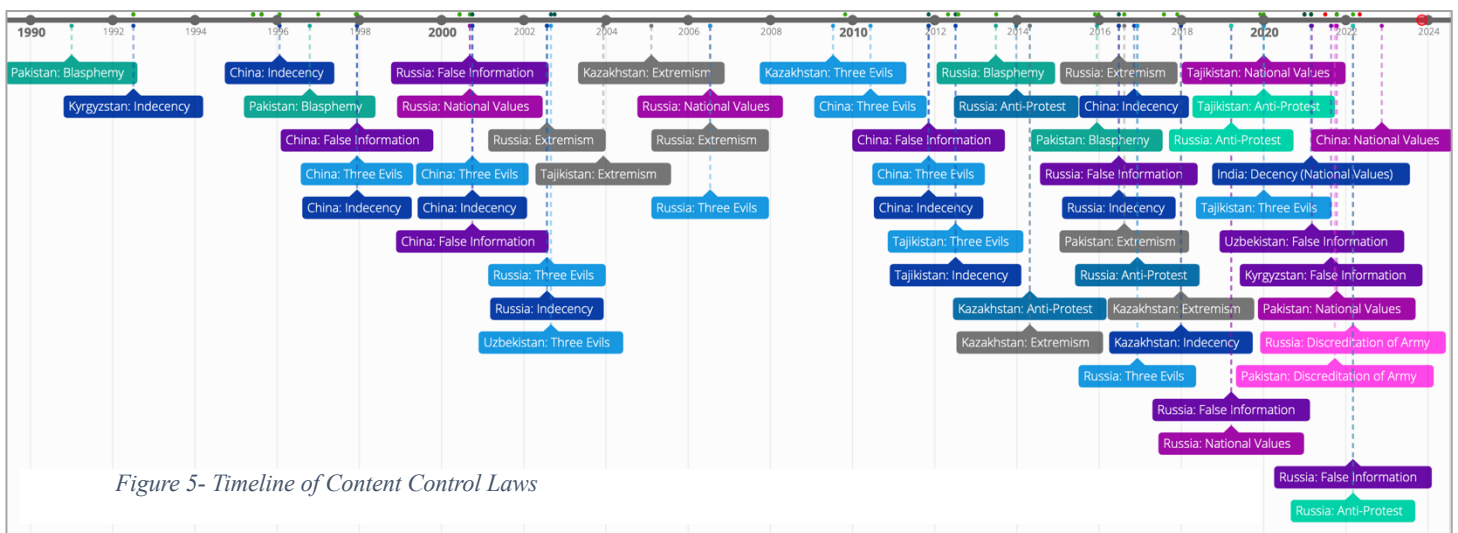 1990 1992 1994 1996 1998 2000 2002 2004 2006 2008 2010 2012 2014 2016 2018 2020 2022 2024
Pakistan: Blasphemy
China: Indecency
Russia: False Information
Kazakhstan: Extremism
Kazakhstan: Three Evils
Russia: Blasphemy
Russia: Extremism
Tajikistan: National Values
Kyrgyzstan: Indecency
Pakistan: Blasphemy
Russia: National Values
Russia: National Values
China: Three Evils
Russia: Anti-Protest
China: Indecency
Tajikistan: Anti-Protest
China: False Information
Russia: Extremism
Russia: Extremism
China: False Information
Pakistan: Blasphemy
Russia: Anti-Protest
China: National Values
China: Three Evils
China: Three Evils
Tajikistan: Extremism
China: Three Evils
Russia: False Information
India: Decency (National Values)
China: Indecency
China: Indecency
Russia: Three Evils
China: Indecency
Russia: Indecency
Tajikistan: Three Evils
China: False Information
Tajikistan: Three Evils
Pakistan: Extremism
Uzbekistan: False Information
Russia: Three Evils
Tajikistan: Indecency
Russia: Anti-Protest
Kyrgyzstan: False Information
Russia: Indecency
Kazakhstan: Anti-Protest
Kazakhstan: Extremism
Pakistan: National Values
Uzbekistan: Three Evils
Kazakhstan: Extremism
Kazakhstan: Indecency
Russia: Discreditation of Army
Russia: Three Evils
Pakistan: Discreditation of Army
Russia: False Information
Russia: National Values
Russia: False Information
Russia: Anti-Protest
Figure 5- Timeline of Content Control Laws